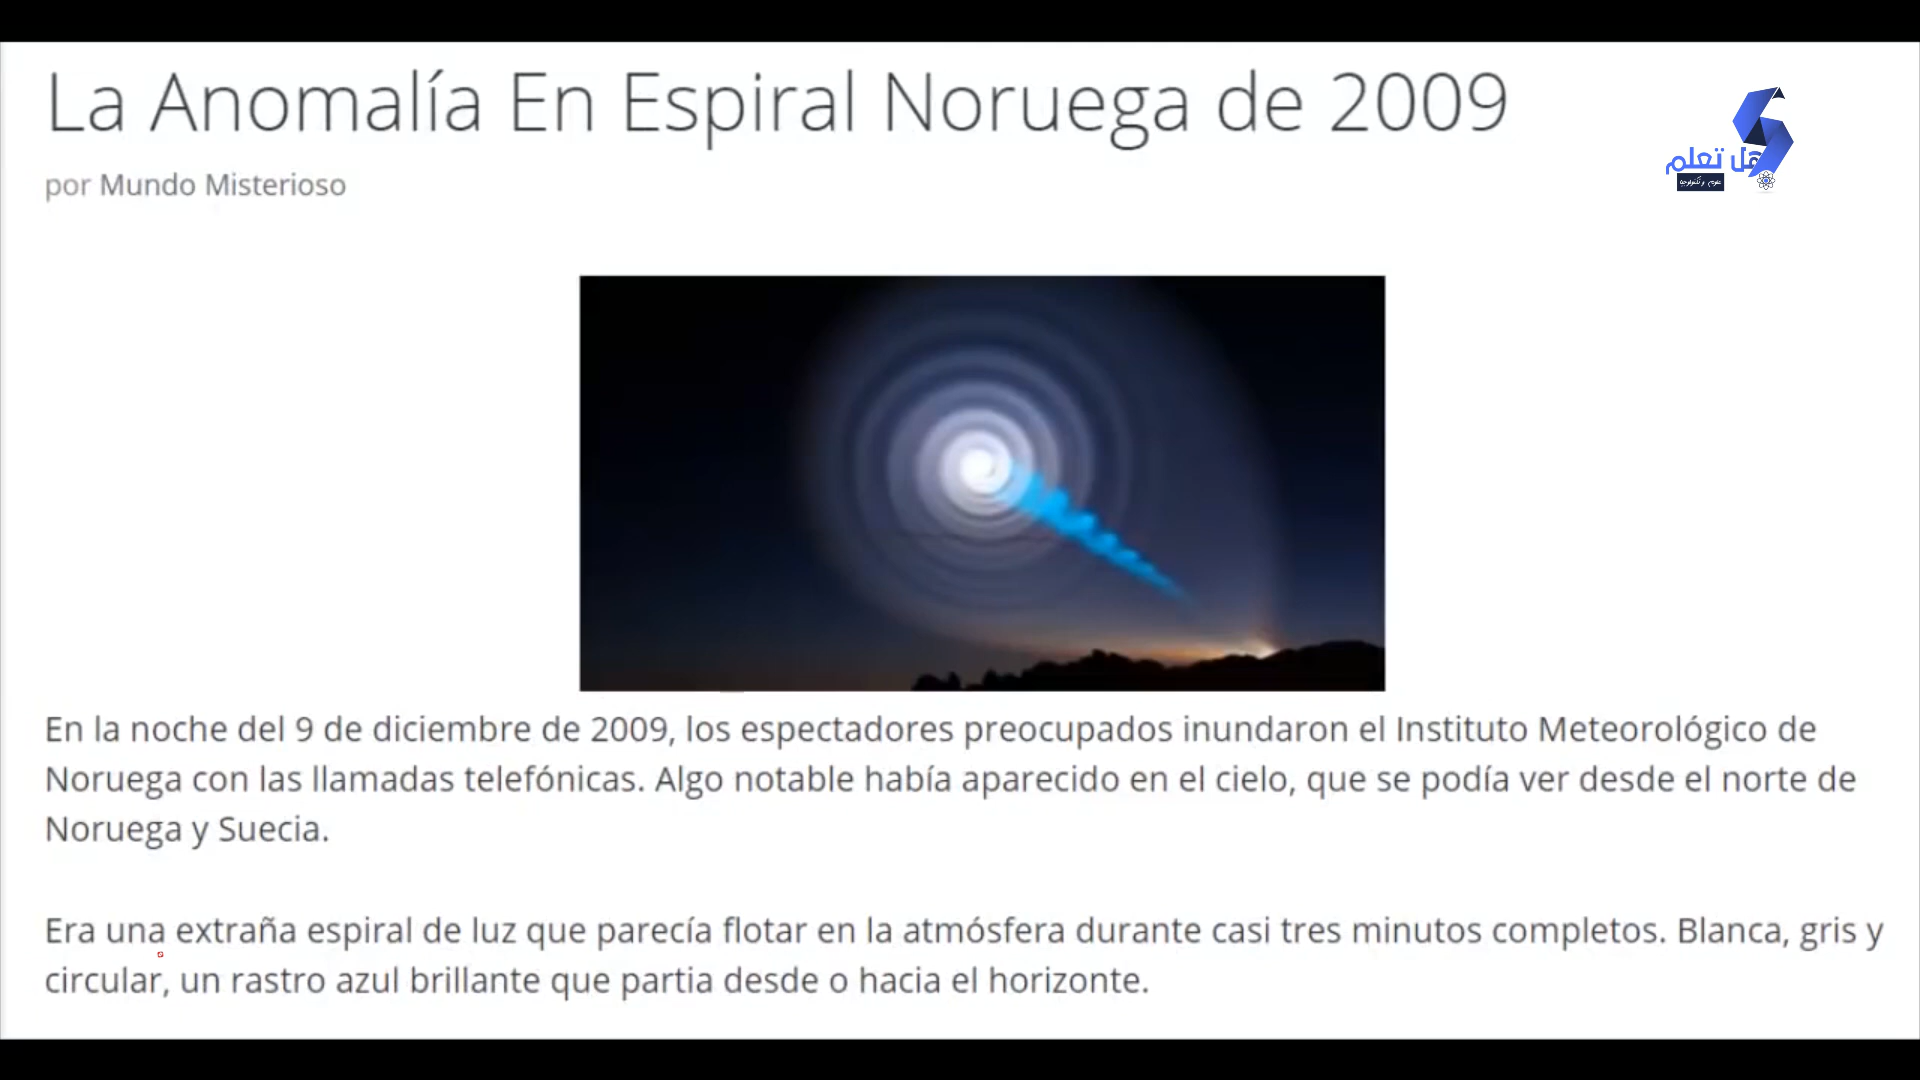 La Anomalía En Espiral Noruega de 2009
por Mundo Misterioso
هل تعلم
علوم و تكنولوجيا
En la noche del 9 de diciembre de 2009, los espectadores preocupados inundaron el Instituto Meteorológico de
Noruega con las llamadas telefónicas. Algo notable había aparecido en el cielo, que se podía ver desde el norte de
Noruega y Suecia.
Era una extraña espiral de luz que parecía flotar en la atmósfera durante casi tres minutos completos. Blanca, gris y
circular, un rastro azul brillante que partia desde o hacia el horizonte.